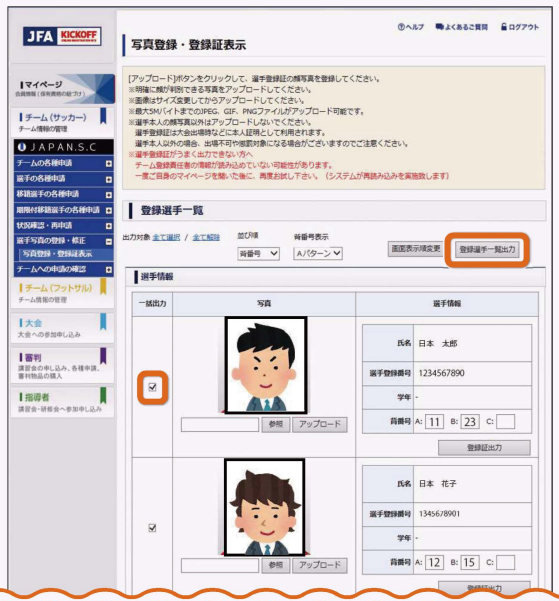 JFA KICKOFF
ヘルプ よくあるご質問 ログアウト
写真登録・登録証表示
マイページ
チーム (サッカー)
チーム情報の管理
J A P A N . S . C
チームの各種申請
選手の各種申請
移籍選手の各種申請
期限付移籍選手の各種申請
状況確認・再申請
選手写真の登録・修正
写真登録・登録証表示
チームへの申請の確認
チーム (フットサル)
チーム情報の管理
大会
大会への参加申し込み
審判
講習会の申し込み、各種申請、
審判物品の購入
指導者
講習会・研修会へ参加申し込み
[アップロード]ボタンをクリックして、選手登録証の顔写真を登録してください。
※明確に顔が判別できる写真をアップロードしてください。
※画像はサイズ変更してからアップロードしてください。
※最大5MバイトまでのJPEG、GIF、PNGファイルがアップロード可能です。
※選手本人の顔写真以外はアップロードしないでください。
選手登録証は大会出場時などに本人証明として利用されます。
選手本人以外の場合、出場不可や懲罰対象になる場合がございますのでご注意ください。
※選手登録証がうまく出力できない方へ
チーム登録責任者の情報が読み込めていない可能性があります。
一度ご自身のマイページを開いた後に、再度お試し下さい。（システムが再読み込みを実施致します）
登録選手一覧
出力対象 全て選択 / 全て解除
並び順
背番号
背番号表示
Aパターン
画面表示順変更
登録選手一覧出力
選手情報
一括出力 写真 選手情報
氏名 日本 太郎
選手登録番号 1234567890
学年 -
背番号 A: 11 B: 23 C:
参照 アップロード
登録証出力
氏名 日本 花子
選手登録番号 1345678901
学年 -
背番号 A: 12 B: 15 C:
参照 アップロード
登録証出力